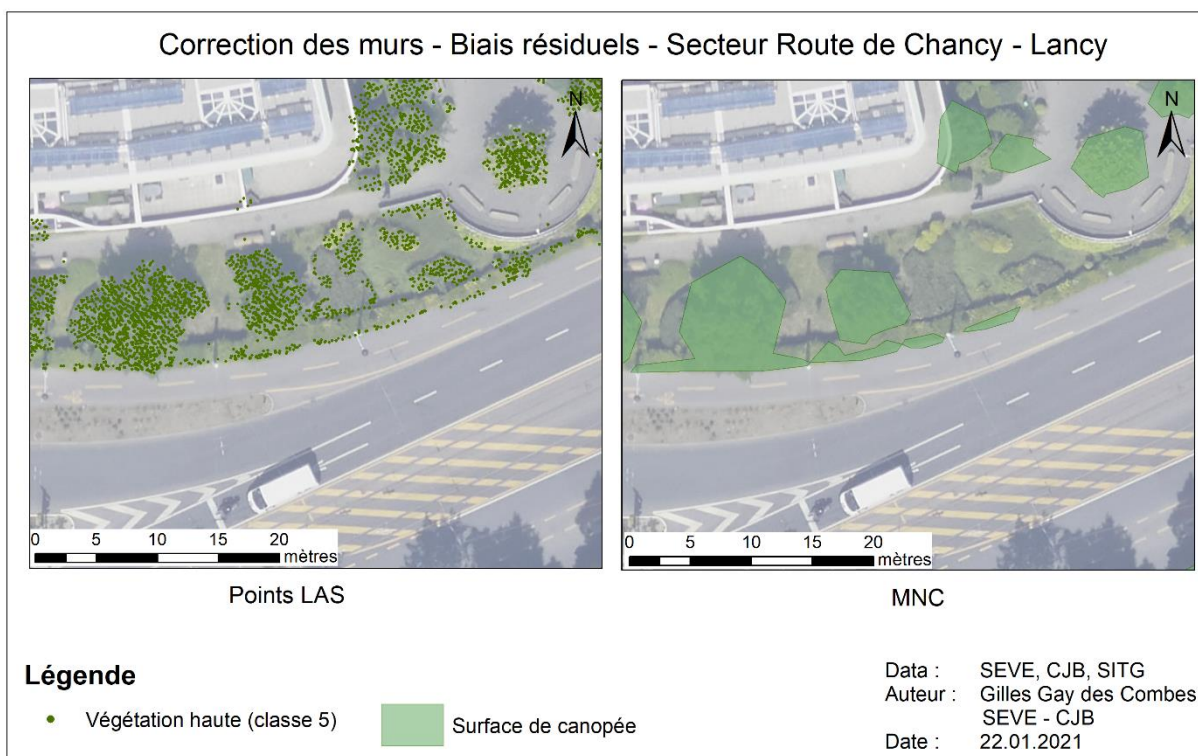 Correction des murs - Biais résiduels - Secteur Route de Chancy - Lancy
N
N
0 5 10 15 20
mètres
0 5 10 15 20
mètres
Points LAS
MNC
Légende
Végétation haute (classe 5)
Surface de canopée
Data : SEVE, CJB, SITG
Auteur : Gilles Gay des Combes
SEVE - CJB
Date : 22.01.2021